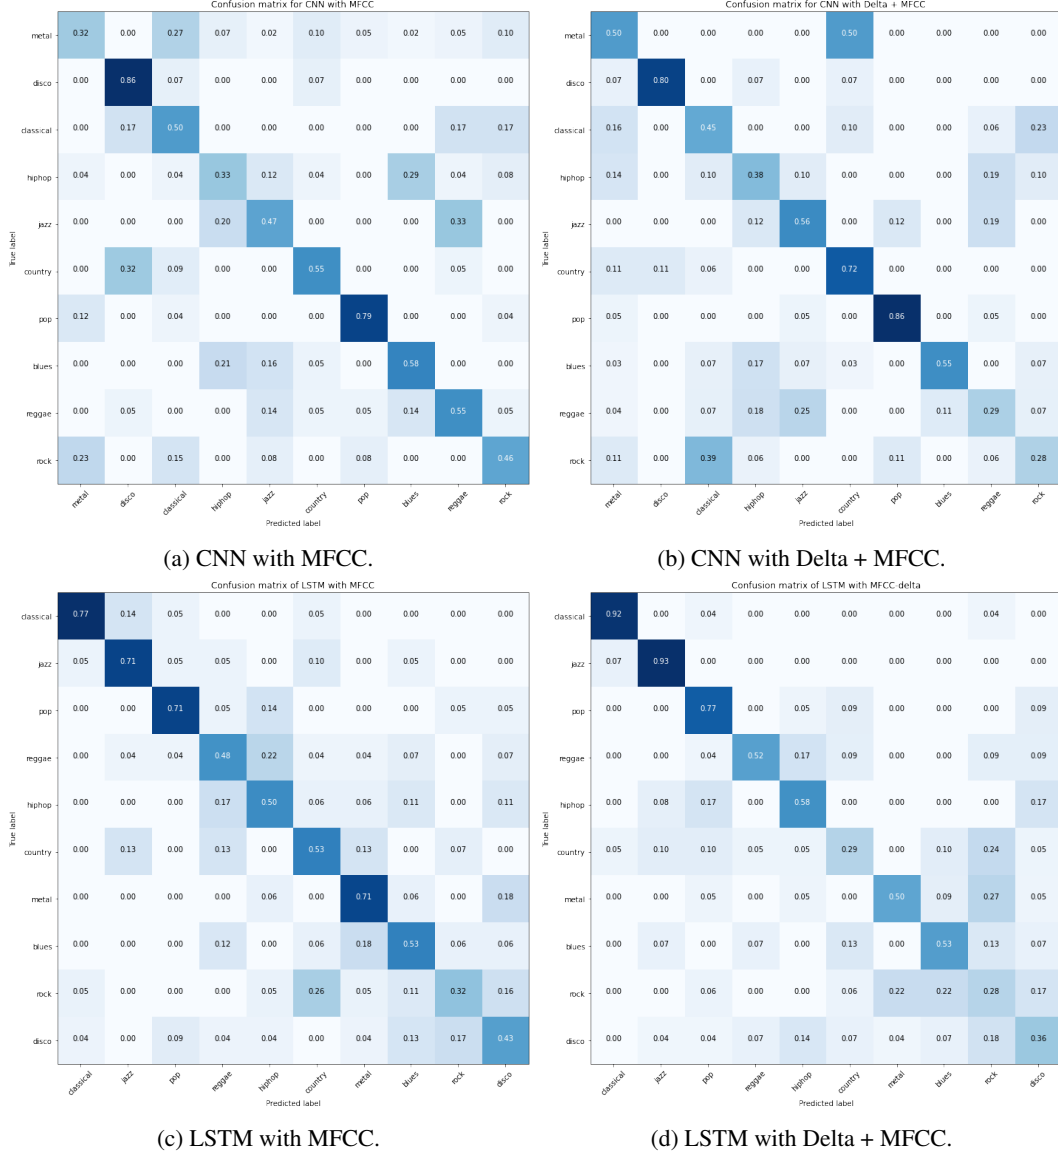 Confusion matrix for CNN with MFCC
metal 0.32 0.00 0.27 0.07 0.02 0.10 0.05 0.02 0.05 0.10
disco 0.00 0.86 0.07 0.00 0.00 0.07 0.00 0.00 0.00 0.00
classical 0.00 0.17 0.50 0.00 0.00 0.00 0.00 0.00 0.17 0.17
hiphop 0.04 0.00 0.04 0.33 0.12 0.04 0.00 0.29 0.04 0.08
jazz 0.00 0.00 0.00 0.20 0.47 0.00 0.00 0.00 0.33 0.00
True label
country 0.00 0.32 0.09 0.00 0.00 0.55 0.00 0.00 0.05 0.00
pop 0.12 0.00 0.04 0.00 0.00 0.00 0.79 0.00 0.00 0.04
blues 0.00 0.00 0.00 0.21 0.16 0.05 0.00 0.58 0.00 0.00
reggae 0.00 0.05 0.00 0.00 0.14 0.05 0.05 0.14 0.55 0.05
rock 0.23 0.00 0.15 0.00 0.08 0.00 0.08 0.00 0.00 0.46
metal disco classical hiphop jazz country pop blues reggae rock
Predicted label
(a) CNN with MFCC.
Confusion matrix for CNN with Delta + MFCC
metal 0.50 0.00 0.00 0.00 0.00 0.50 0.00 0.00 0.00 0.00
disco 0.07 0.80 0.00 0.07 0.00 0.07 0.00 0.00 0.00 0.00
classical 0.16 0.00 0.45 0.00 0.00 0.10 0.00 0.00 0.06 0.23
hiphop 0.14 0.00 0.10 0.38 0.10 0.00 0.00 0.00 0.19 0.10
jazz 0.00 0.00 0.00 0.12 0.56 0.00 0.12 0.00 0.19 0.00
True label
country 0.11 0.11 0.06 0.00 0.00 0.72 0.00 0.00 0.00 0.00
pop 0.05 0.00 0.00 0.00 0.05 0.00 0.86 0.00 0.05 0.00
blues 0.03 0.00 0.07 0.17 0.07 0.03 0.00 0.55 0.00 0.07
reggae 0.04 0.00 0.07 0.18 0.25 0.00 0.00 0.11 0.29 0.07
rock 0.11 0.00 0.39 0.06 0.00 0.00 0.11 0.00 0.06 0.28
metal disco classical hiphop jazz country pop blues reggae rock
Predicted label
(b) CNN with Delta + MFCC.
Confusion matrix of LSTM with MFCC
classical 0.77 0.14 0.05 0.00 0.00 0.05 0.00 0.00 0.00 0.00
jazz 0.05 0.71 0.05 0.05 0.00 0.10 0.00 0.05 0.00 0.00
pop 0.00 0.00 0.71 0.05 0.14 0.00 0.00 0.00 0.05 0.05
reggae 0.00 0.04 0.04 0.48 0.22 0.04 0.04 0.07 0.00 0.07
hiphop 0.00 0.00 0.00 0.17 0.50 0.06 0.06 0.11 0.00 0.11
True label
country 0.00 0.13 0.00 0.13 0.00 0.53 0.13 0.00 0.07 0.00
metal 0.00 0.00 0.00 0.00 0.06 0.00 0.71 0.06 0.00 0.18
blues 0.00 0.00 0.00 0.12 0.00 0.06 0.18 0.53 0.06 0.06
rock 0.05 0.00 0.00 0.00 0.05 0.26 0.05 0.11 0.32 0.16
disco 0.04 0.00 0.09 0.04 0.04 0.04 0.00 0.13 0.17 0.43
classical jazz pop reggae hiphop country metal blues rock disco
Predicted label
(c) LSTM with MFCC.
Confusion matrix of LSTM with MFCC-delta
classical 0.92 0.00 0.04 0.00 0.00 0.00 0.00 0.00 0.04 0.00
jazz 0.07 0.93 0.00 0.00 0.00 0.00 0.00 0.00 0.00 0.00
pop 0.00 0.00 0.77 0.00 0.05 0.09 0.00 0.00 0.00 0.09
reggae 0.00 0.00 0.04 0.52 0.17 0.09 0.00 0.00 0.09 0.09
hiphop 0.00 0.08 0.17 0.00 0.58 0.00 0.00 0.00 0.00 0.17
True label
country 0.05 0.10 0.10 0.05 0.05 0.29 0.00 0.10 0.24 0.05
metal 0.00 0.00 0.05 0.00 0.05 0.00 0.50 0.09 0.27 0.05
blues 0.00 0.07 0.00 0.07 0.00 0.13 0.00 0.53 0.13 0.07
rock 0.00 0.00 0.06 0.00 0.00 0.06 0.22 0.22 0.28 0.17
disco 0.00 0.04 0.04 0.07 0.14 0.07 0.04 0.07 0.18 0.36
classical jazz pop reggae hiphop country metal blues rock disco
Predicted label
(d) LSTM with Delta + MFCC.